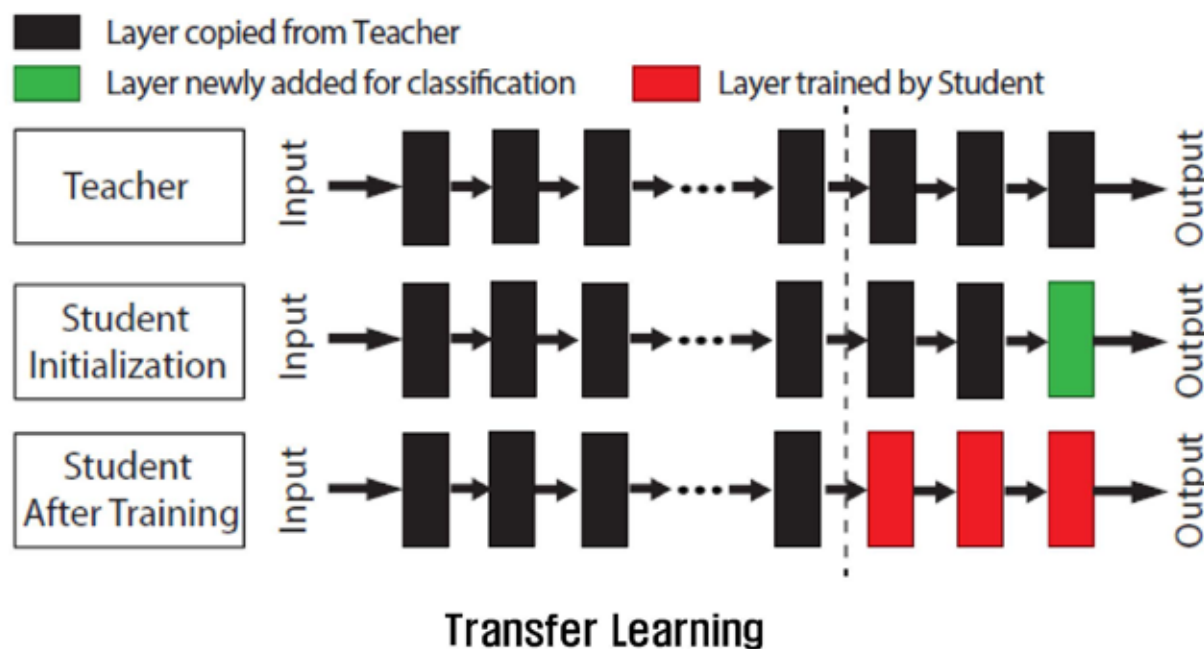 Layer copied from Teacher
Layer newly added for classification
Layer trained by Student
Teacher
Input
Output
Student
Initialization
Input
Output
Student
After Training
Input
Output
Transfer Learning